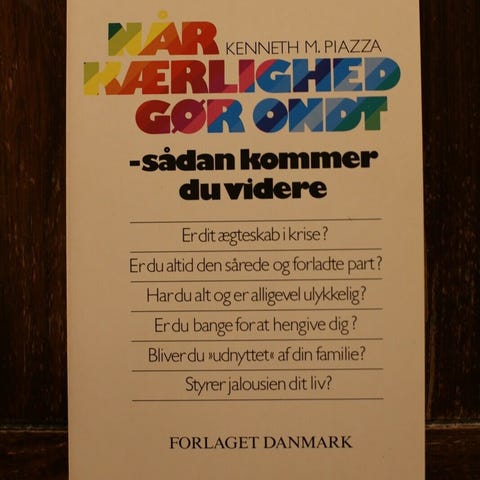 NÅR
KENNETH M. PIAZZA
KÆRLIGHED
GØR ONDT
-sådan kommer
du videre
Er dit ægteskab i krise?
Er du altid den sårede og forladte part?
Har du alt og er alligevel ulykkelig?
Er du bange for at hengive dig?
Bliver du »udnyttet« af din familie?
Styrer jalousien dit liv?
FORLAGET DANMARK